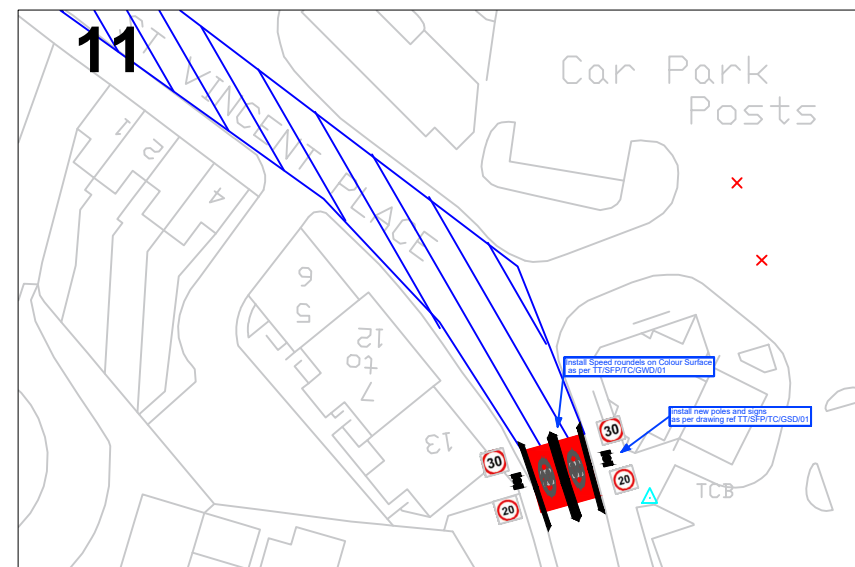 11
ST VINCENT PLACE
Car Park
Posts
1
2
4
6
5
7
to
12
13
Install Speed roundels on Colour Surface
as per TT/SFP/TC/GWD/01
install new poles and signs
as per drawing ref TT/SFP/TC/GSD/01
30
20
30
20
TCB